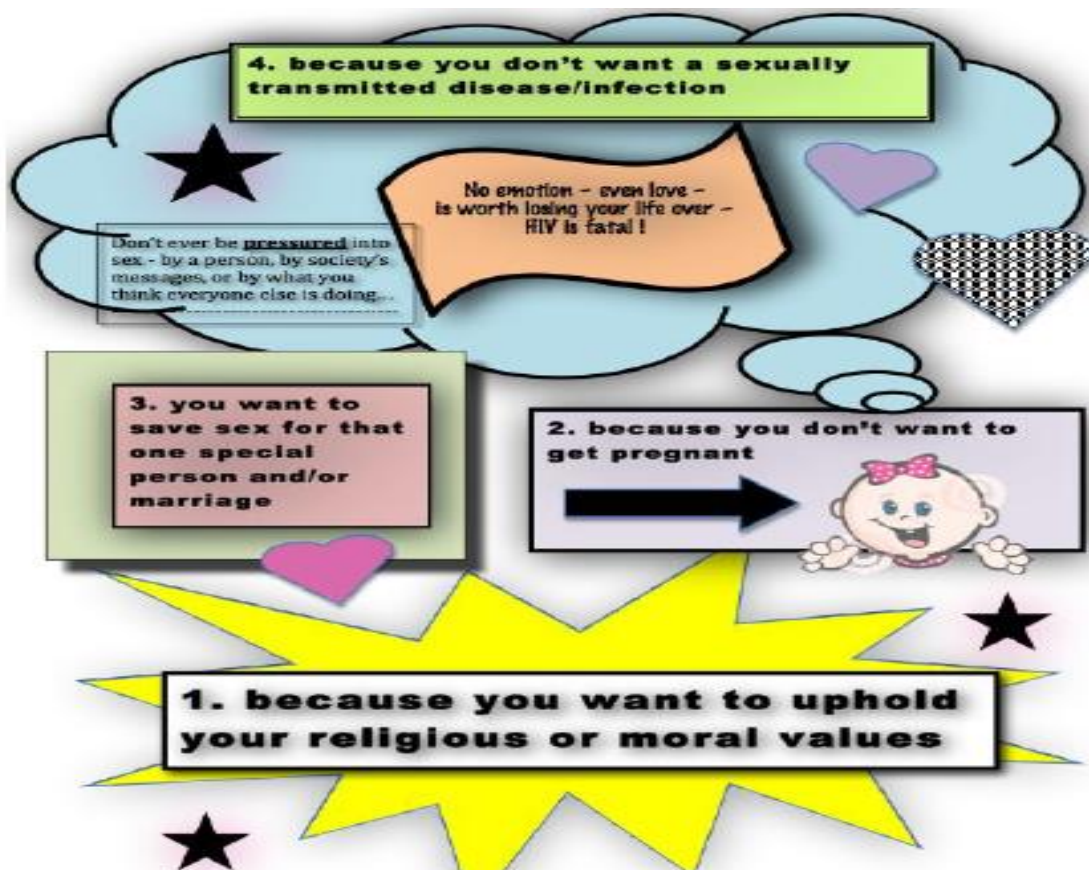 4. because you don't want a sexually
transmitted disease/infection
No emotion - even love -
is worth losing your life over -
HIV is fatal !
Don't ever be pressured into
sex - by a person, by society's
messages, or by what you
think everyone else is doing...
3. you want to
save sex for that
one special
person and/or
marriage
2. because you don't want to
get pregnant
1. because you want to uphold
your religious or moral values